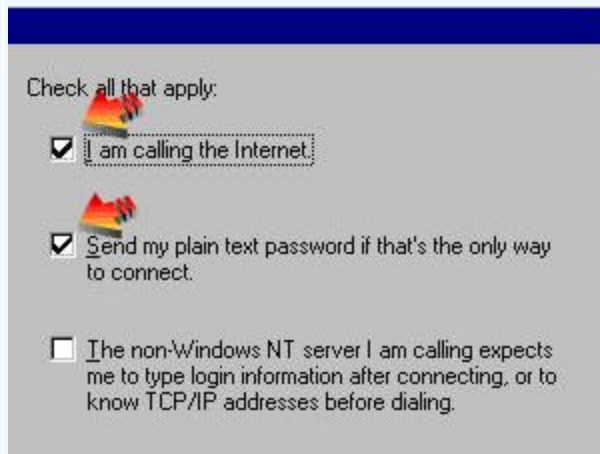 Check all that apply:
I am calling the Internet.
Send my plain text password if that's the only way
to connect.
The non-Windows NT server I am calling expects
me to type login information after connecting, or to
know TCP/IP addresses before dialing.